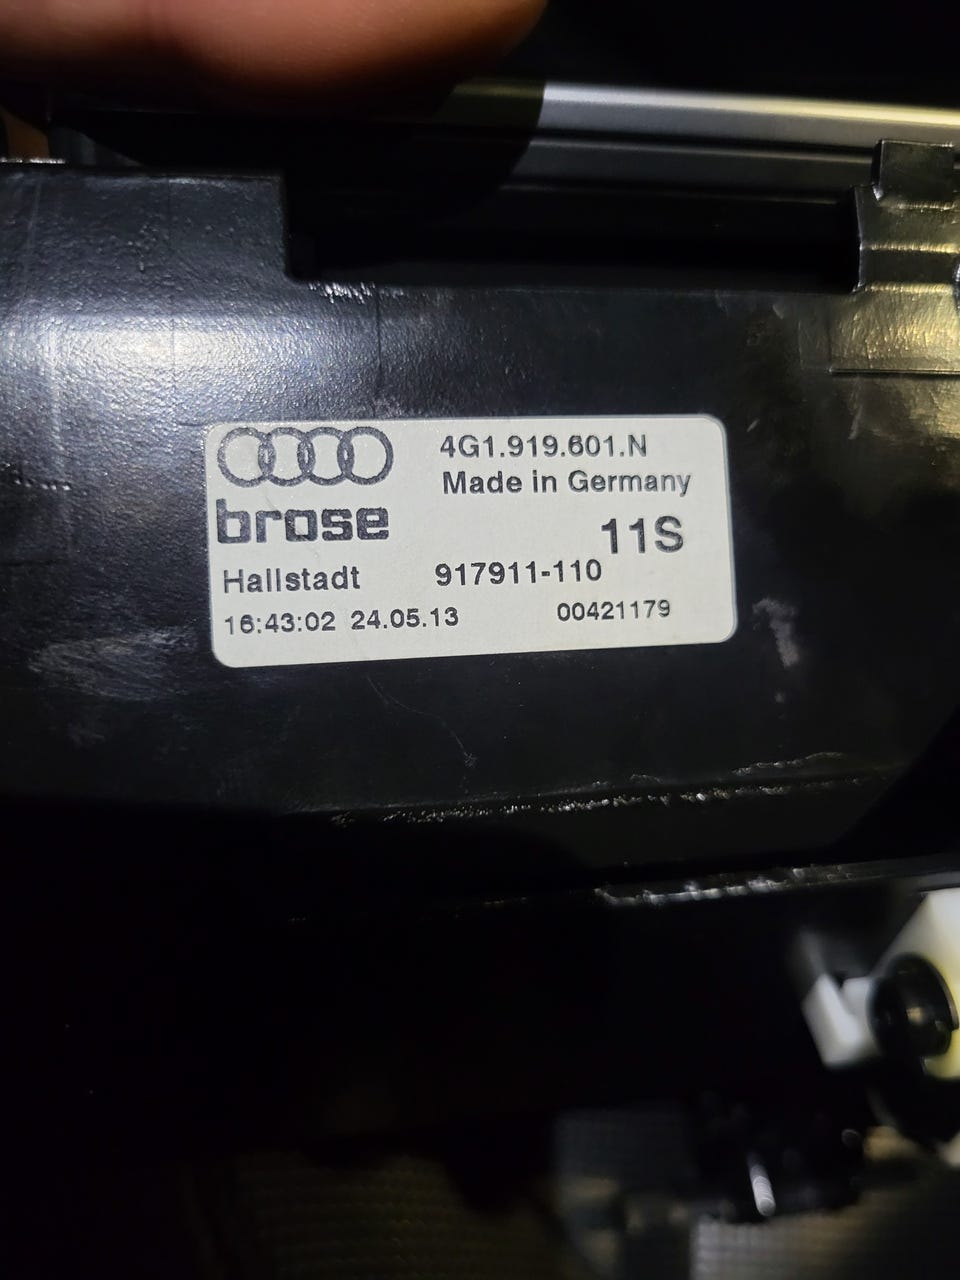 4G1.919.601.N
Made in Germany
brose
11S
Hallstadt 917911-110
16:43:02 24.05.13 00421179